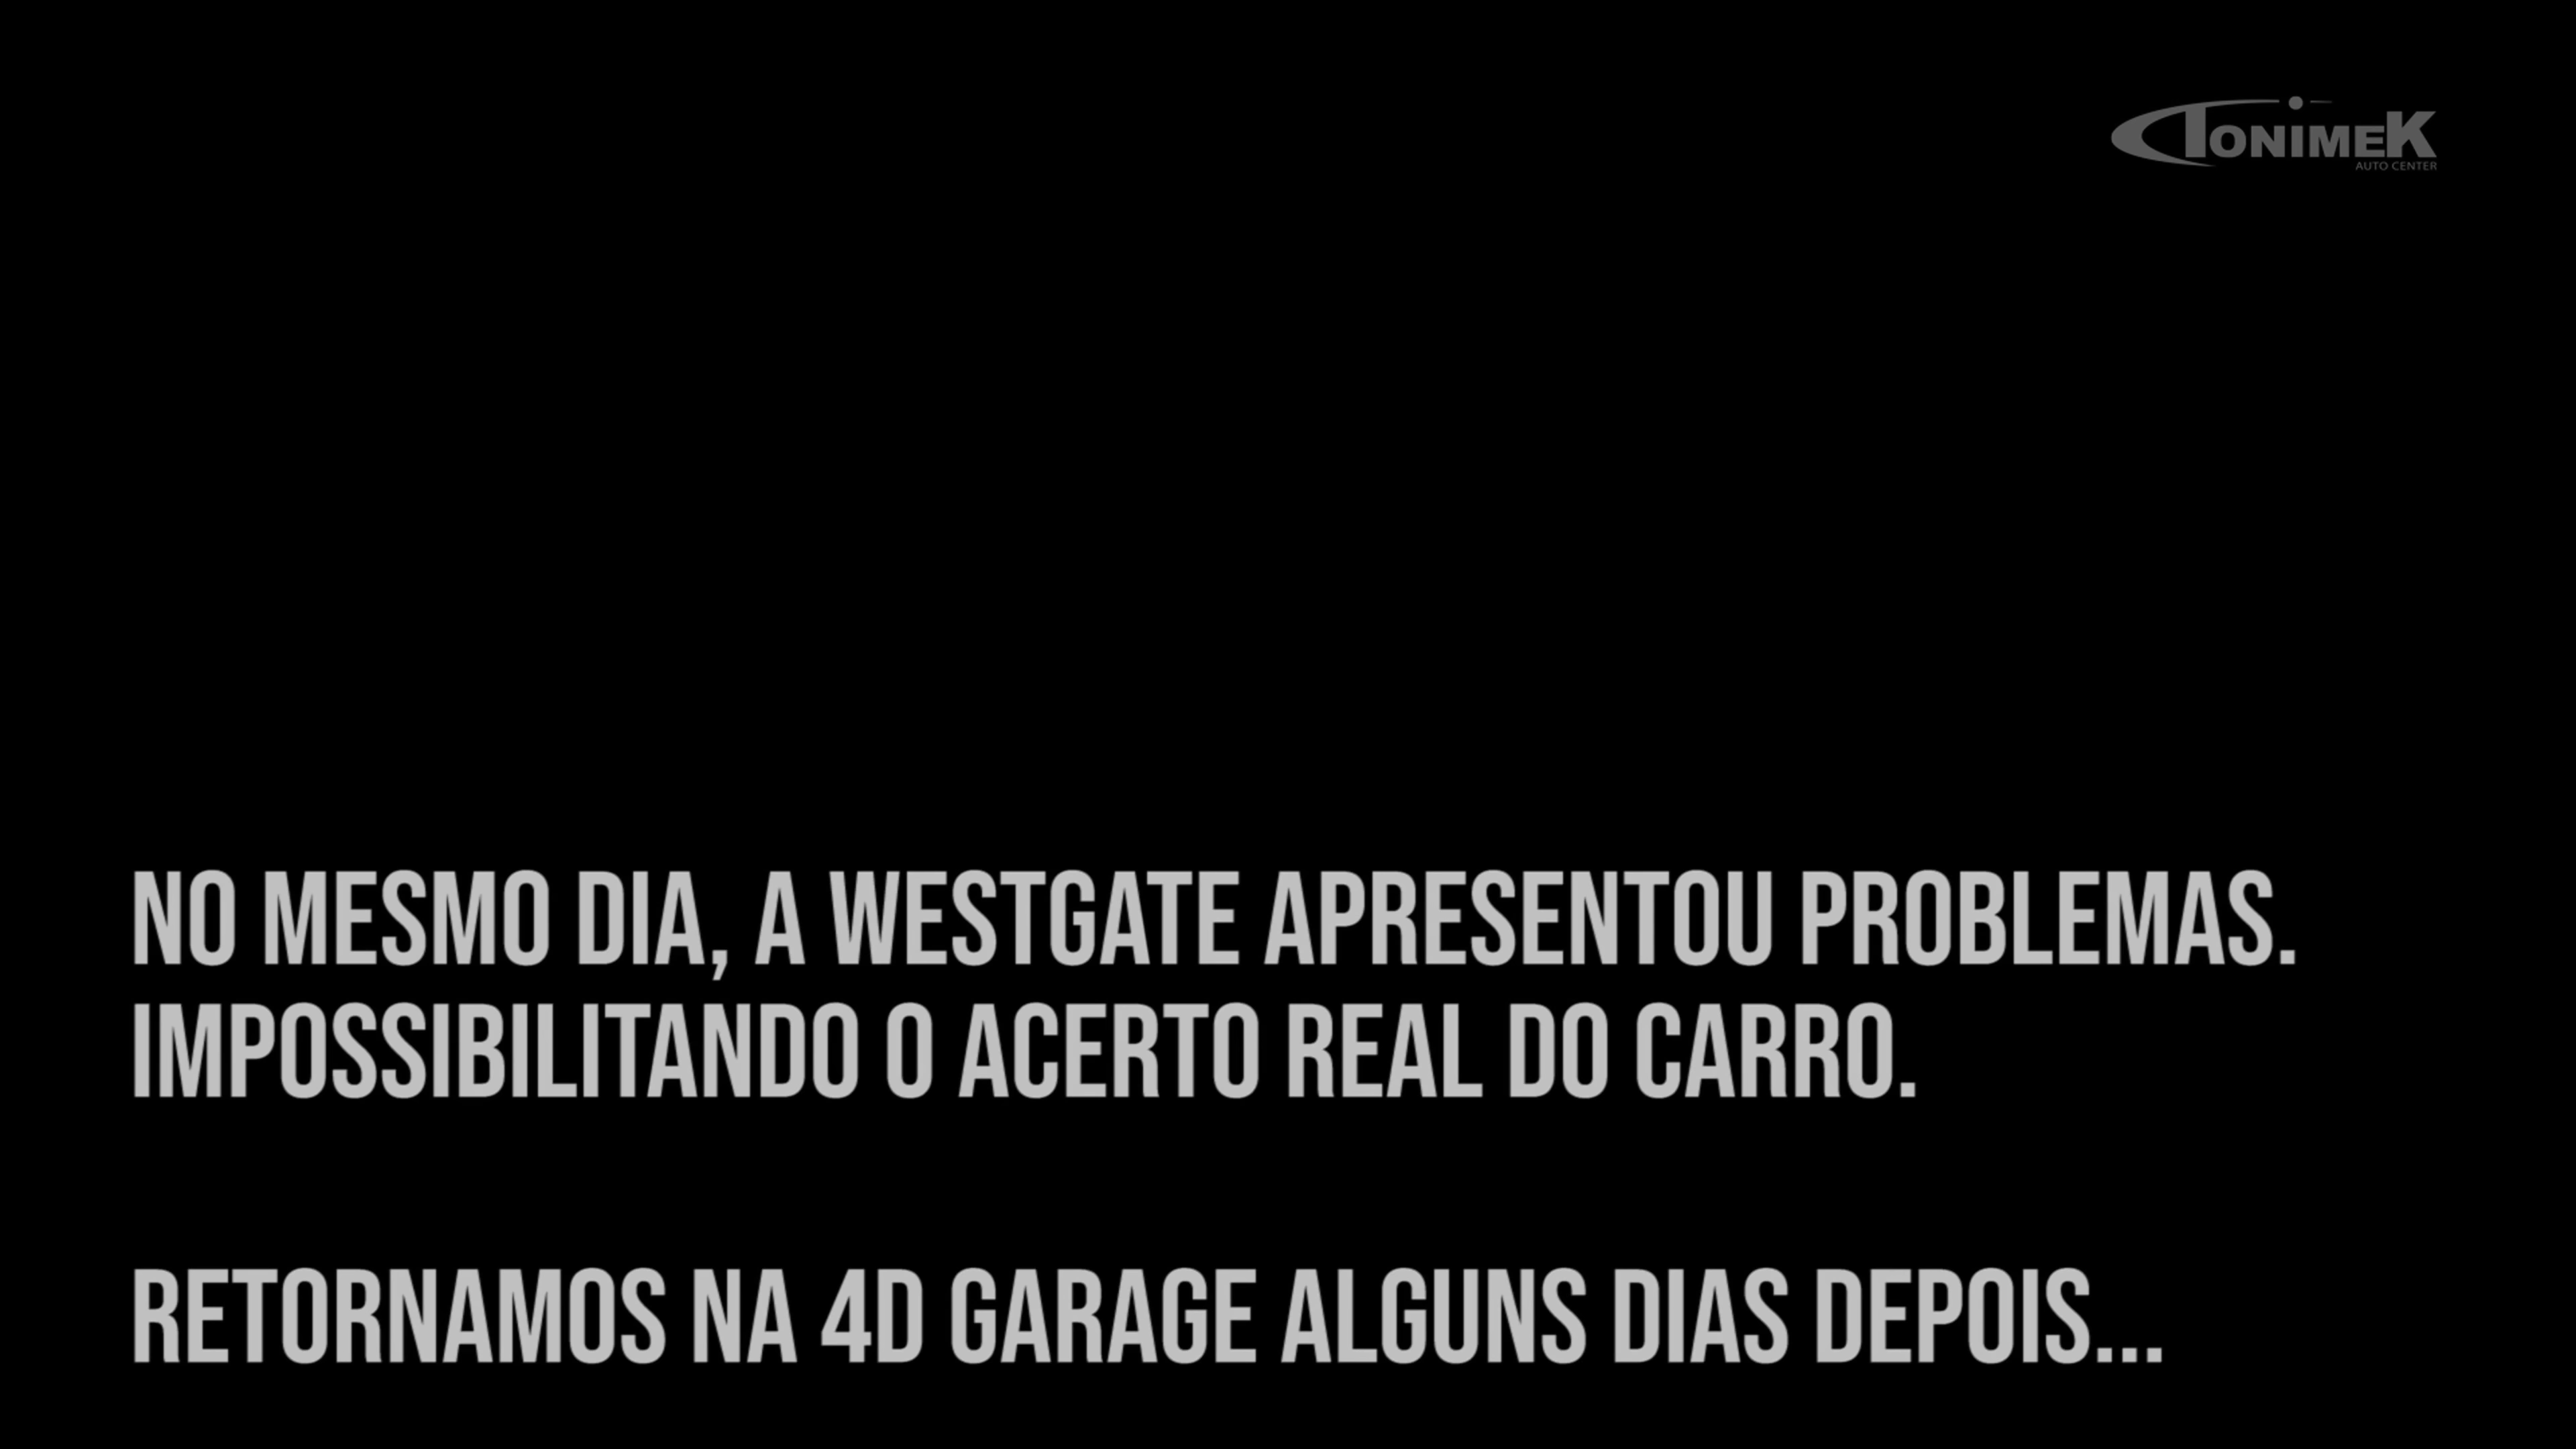 TONIMEK
AUTO CENTER
NO MESMO DIA, A WESTGATE APRESENTOU PROBLEMAS.
IMPOSSIBILITANDO O ACERTO REAL DO CARRO.
RETORNAMOS NA 4D GARAGE ALGUNS DIAS DEPOIS...